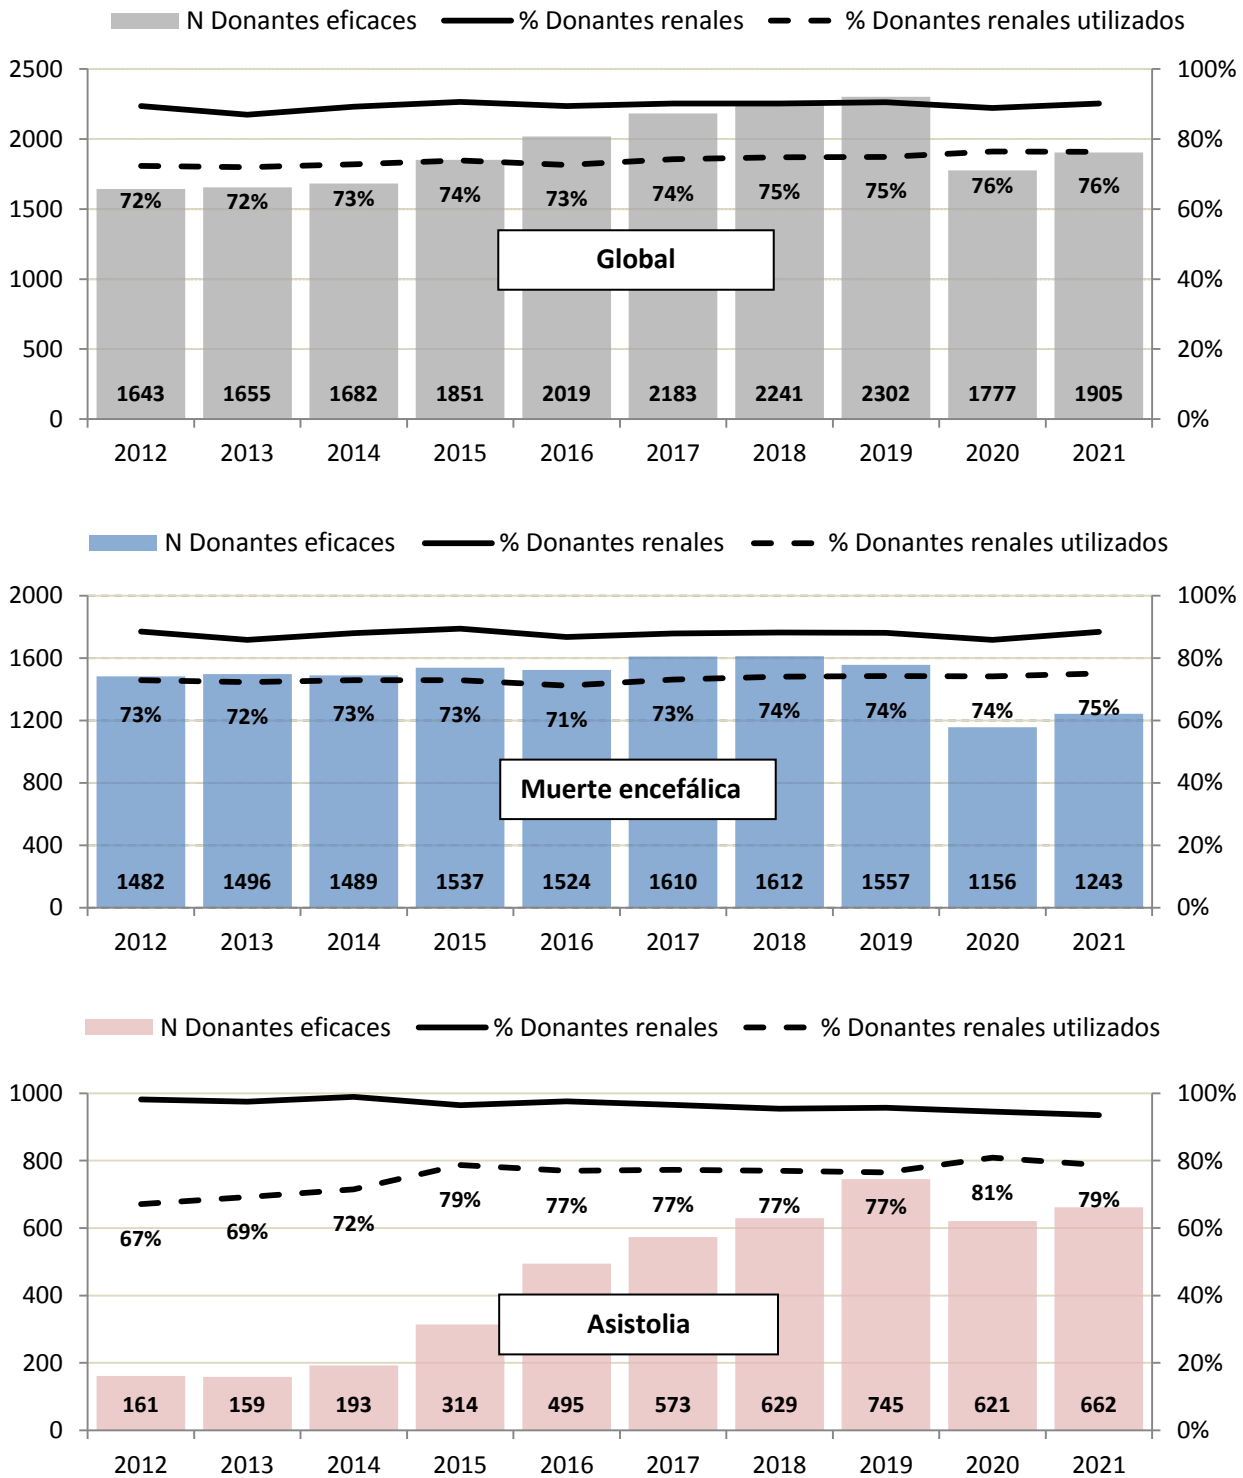 N Donantes eficaces % Donantes renales % Donantes renales utilizados
2500 100%
2000 80%
72% 72% 73% 74% 73% 74% 75% 75% 76% 76%
1500 60%
Global
1000 40%
500 20%
1643 1655 1682 1851 2019 2183 2241 2302 1777 1905
0 0%
2012 2013 2014 2015 2016 2017 2018 2019 2020 2021
N Donantes eficaces % Donantes renales % Donantes renales utilizados
2000 100%
1600 80%
73% 72% 73% 73% 71% 73% 74% 74% 74% 75%
1200 60%
Muerte encefálica
800 40%
400 20%
1482 1496 1489 1537 1524 1610 1612 1557 1156 1243
0 0%
2012 2013 2014 2015 2016 2017 2018 2019 2020 2021
N Donantes eficaces % Donantes renales % Donantes renales utilizados
1000 100%
800 80%
67% 69% 72% 79% 77% 77% 77% 77% 81% 79%
600 60%
400 40%
Asistolia
200 20%
161 159 193 314 495 573 629 745 621 662
0 0%
2012 2013 2014 2015 2016 2017 2018 2019 2020 2021